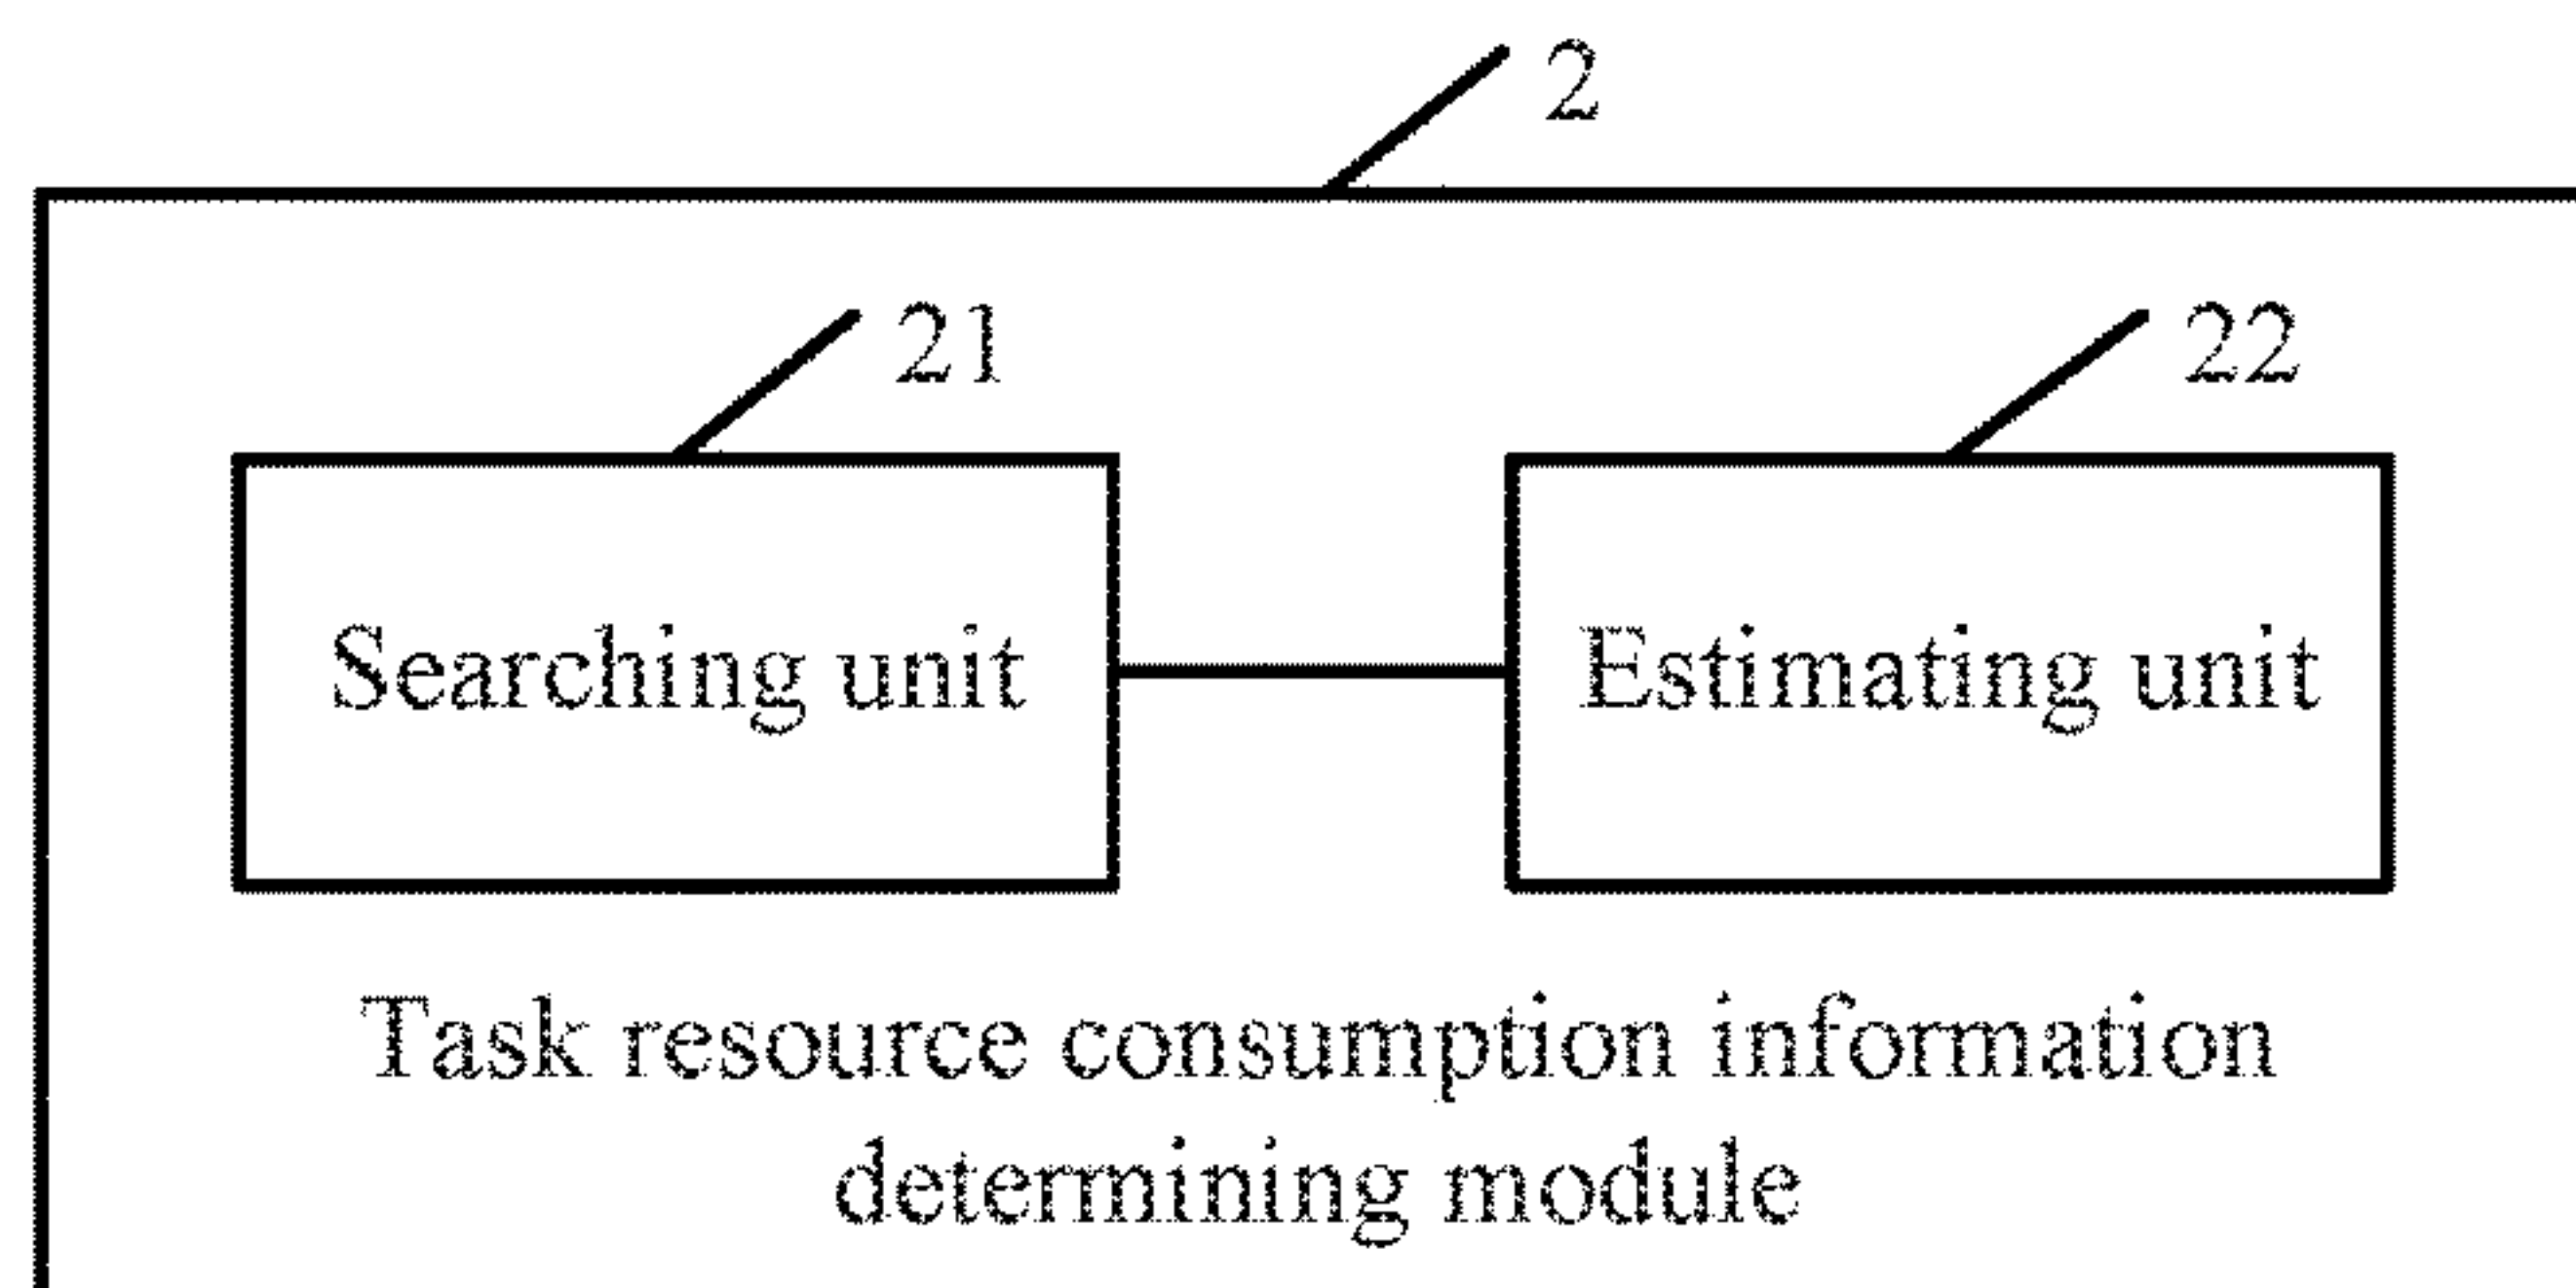 2
21
22
Searching unit
Estimating unit
Task resource consumption information
determining module